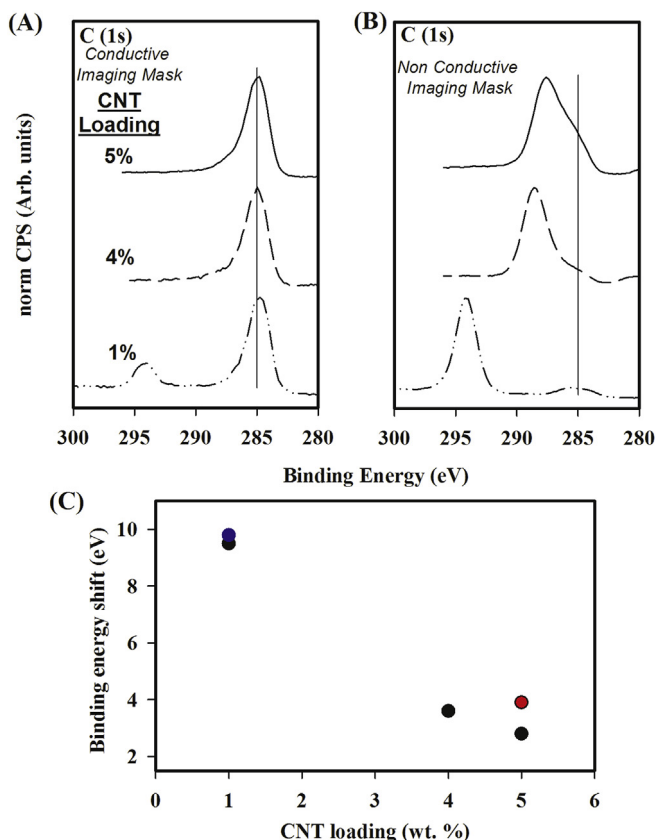 (A)
C (1s)
Conductive
Imaging Mask
CNT
Loading
5%
4%
1%
300 295 290 285 280
(B)
C (1s)
Non Conductive
Imaging Mask
300 295 290 285 280
norm CPS (Arb. units)
Binding Energy (eV)
(C)
Binding energy shift (eV)
10
8
6
4
2
0 1 2 3 4 5 6
CNT loading (wt. %)